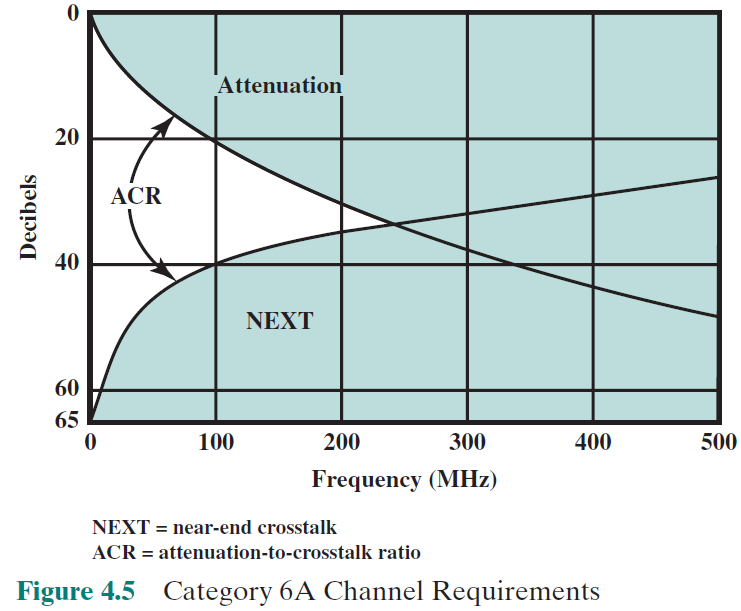 0
Attenuation
20
ACR
Decibels
40
NEXT
60
65
0 100 200 300 400 500
Frequency (MHz)
NEXT = near-end crosstalk
ACR = attenuation-to-crosstalk ratio
Figure 4.5 Category 6A Channel Requirements